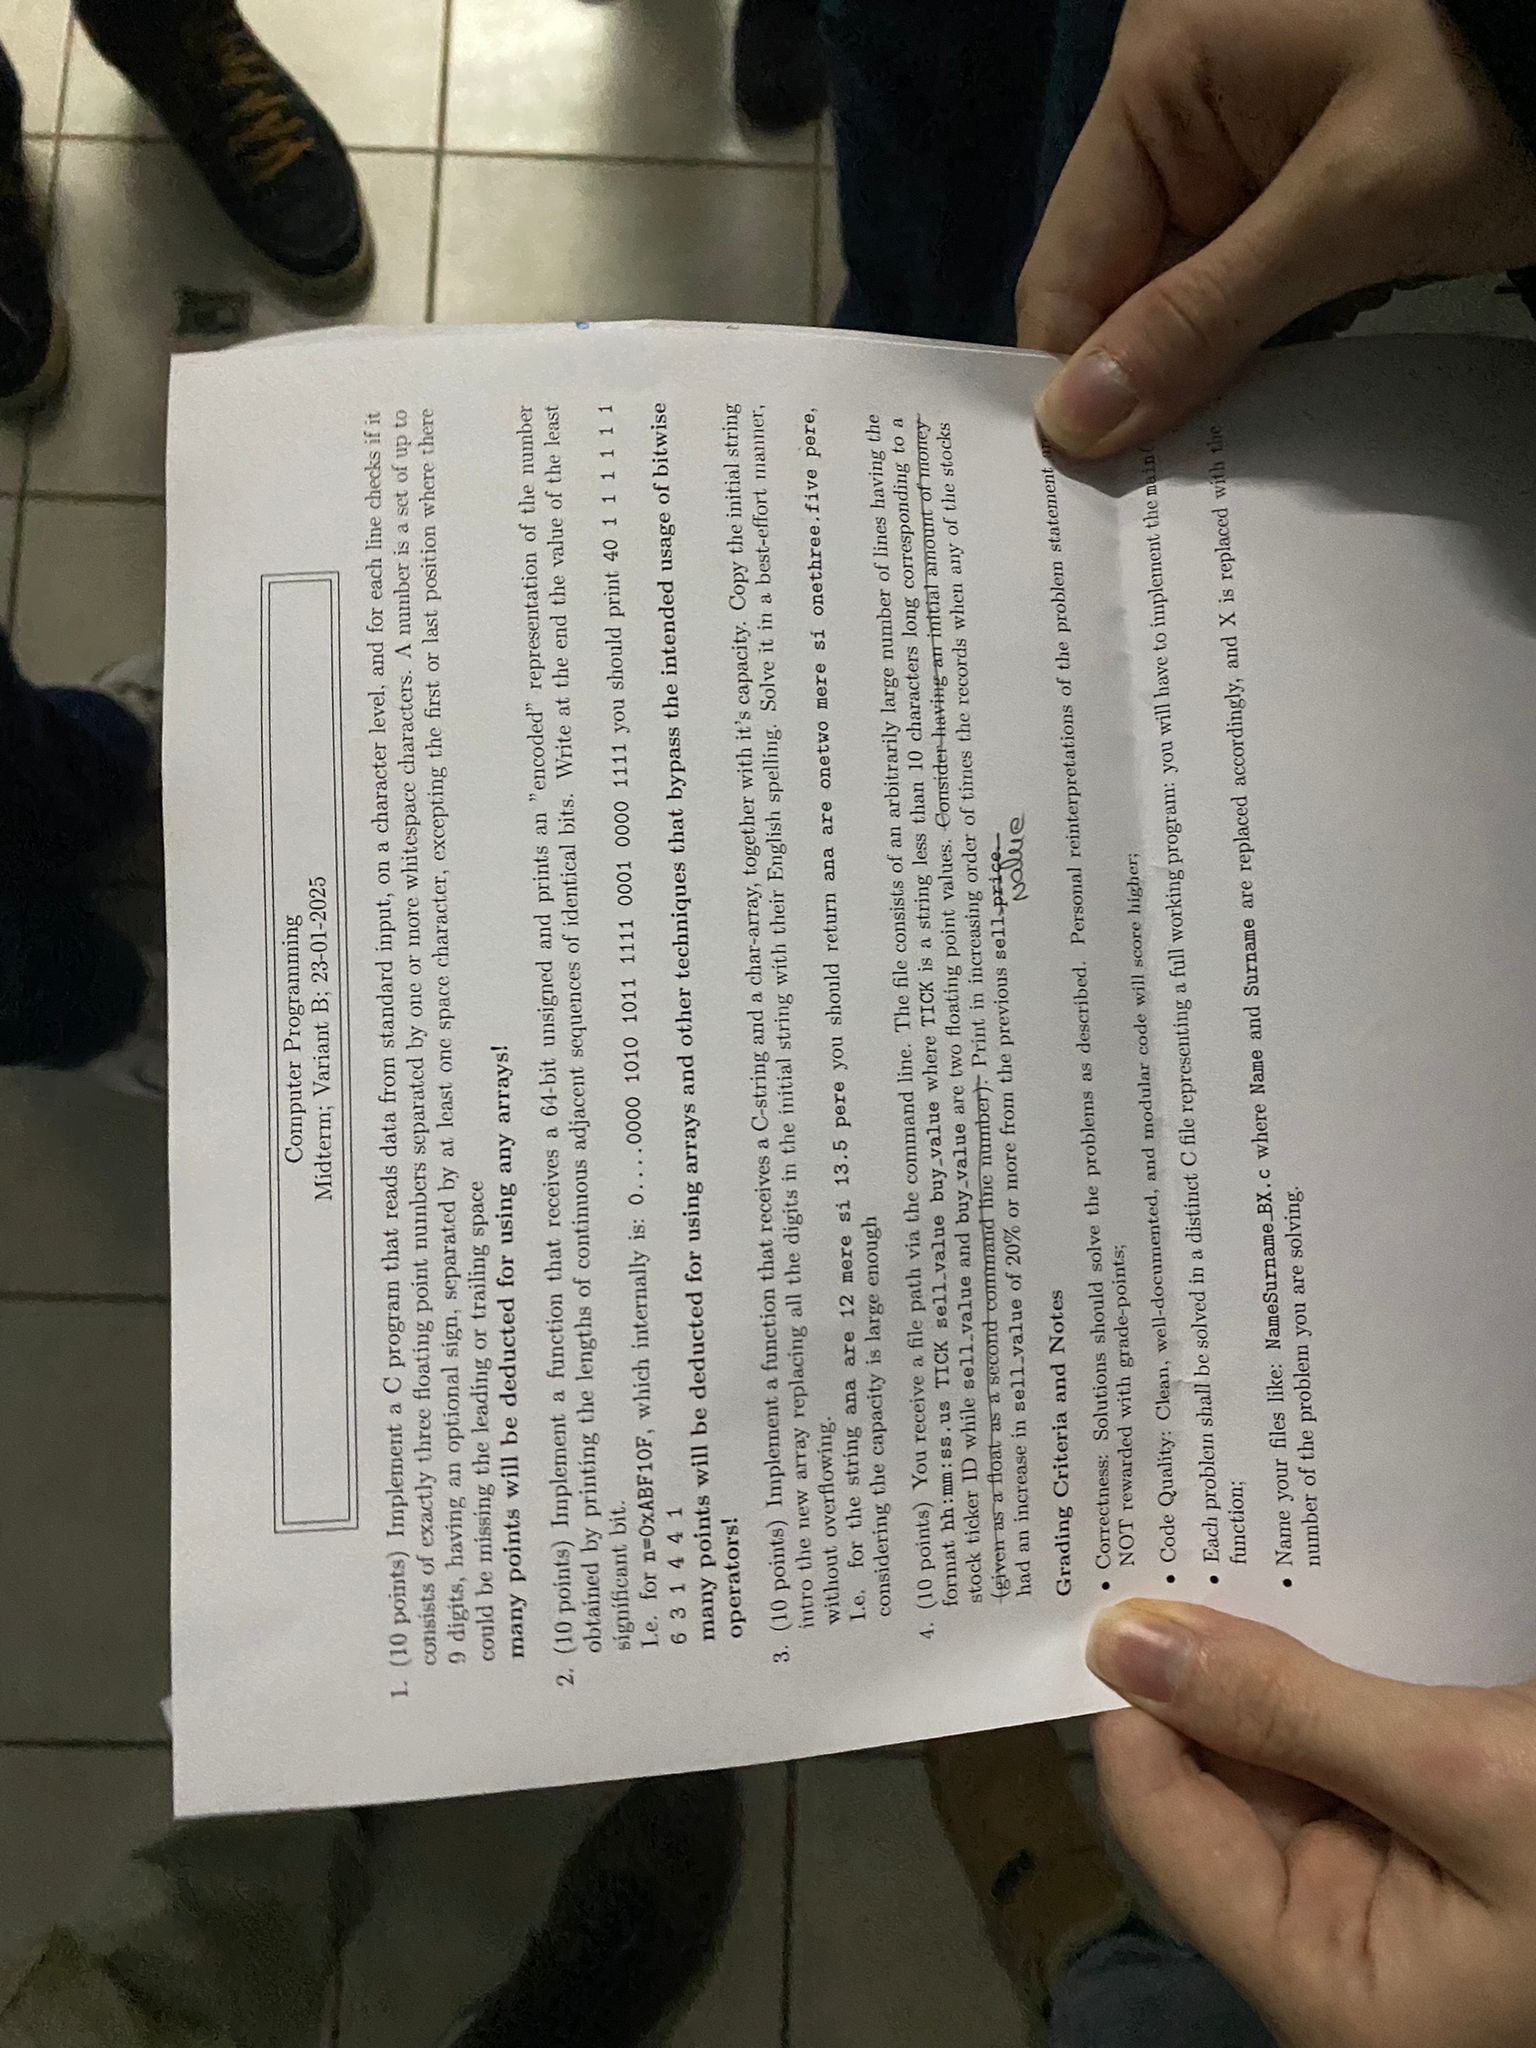 Computer Programming
Midterm; Variant B; 23-01-2025
1. (10 points) Implement a C program that reads data from standard input, on a character level, and for each line checks if it
consists of exactly three floating point numbers separated by one or more whitespace characters. A number is a set of up to
9 digits, having an optional sign, separated by at least one space character, excepting the first or last position where there
could be missing the leading or trailing space
many points will be deducted for using any arrays!
2. (10 points) Implement a function that receives a 64-bit unsigned and prints an "encoded" representation of the number
obtained by printing the lengths of continuous adjacent sequences of identical bits. Write at the end the value of the least
significant bit.
I.e. for n=0xABF10F, which internally is: 0....0000 1010 1011 1111 0001 0000 1111 you should print 40 1 1 1 1 1 1
6 3 1 4 4 1
many points will be deducted for using arrays and other techniques that bypass the intended usage of bitwise
operators!
3. (10 points) Implement a function that receives a C-string and a char-array, together with it's capacity. Copy the initial string
intro the new array replacing all the digits in the initial string with their English spelling. Solve it in a best-effort manner,
without overflowing.
I.e. for the string ana are 12 mere si 13.5 pere you should return ana are onetwo mere si onethree.five pere,
considering the capacity is large enough
4. (10 points) You receive a file path via the command line. The file consists of an arbitrarily large number of lines having the
format hh:mm:ss.us TICK sell_value buy_value where TICK is a string less than 10 characters long corresponding to a
stock ticker ID while sell_value and buy_value are two floating point values. Consider having an initial amount of money
(given as a float as a second command line number). Print in increasing order of times the records when any of the stocks
had an increase in sell_value of 20% or more from the previous sell price
value
Grading Criteria and Notes
• Correctness: Solutions should solve the problems as described. Personal reinterpretations of the problem statement
NOT rewarded with grade-points;
• Code Quality: Clean, well-documented, and modular code will score higher;
• Each problem shall be solved in a distinct C file representing a full working program: you will have to implement the main(
function;
• Name your files like: NameSurname_BX.c where Name and Surname are replaced accordingly, and X is replaced with the
number of the problem you are solving.